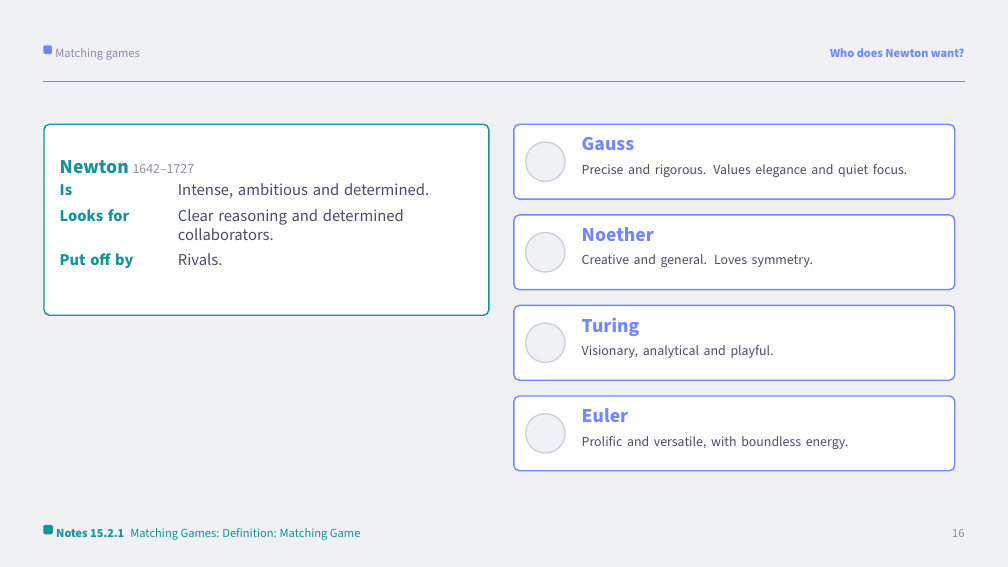 Matching games
Who does Newton want?
Newton 1642–1727
Is Intense, ambitious and determined.
Looks for Clear reasoning and determined
collaborators.
Put off by Rivals.
Gauss
Precise and rigorous. Values elegance and quiet focus.
Noether
Creative and general. Loves symmetry.
Turing
Visionary, analytical and playful.
Euler
Prolific and versatile, with boundless energy.
Notes 15.2.1 Matching Games: Definition: Matching Game
16